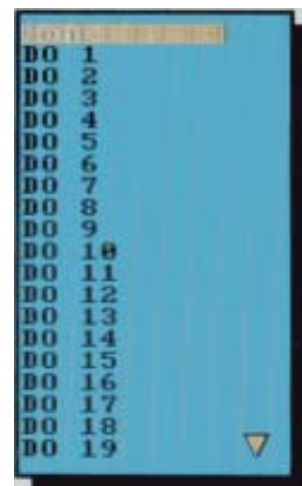 NONE
DO 1
DO 2
DO 3
DO 4
DO 5
DO 6
DO 7
DO 8
DO 9
DO 10
DO 11
DO 12
DO 13
DO 14
DO 15
DO 16
DO 17
DO 18
DO 19